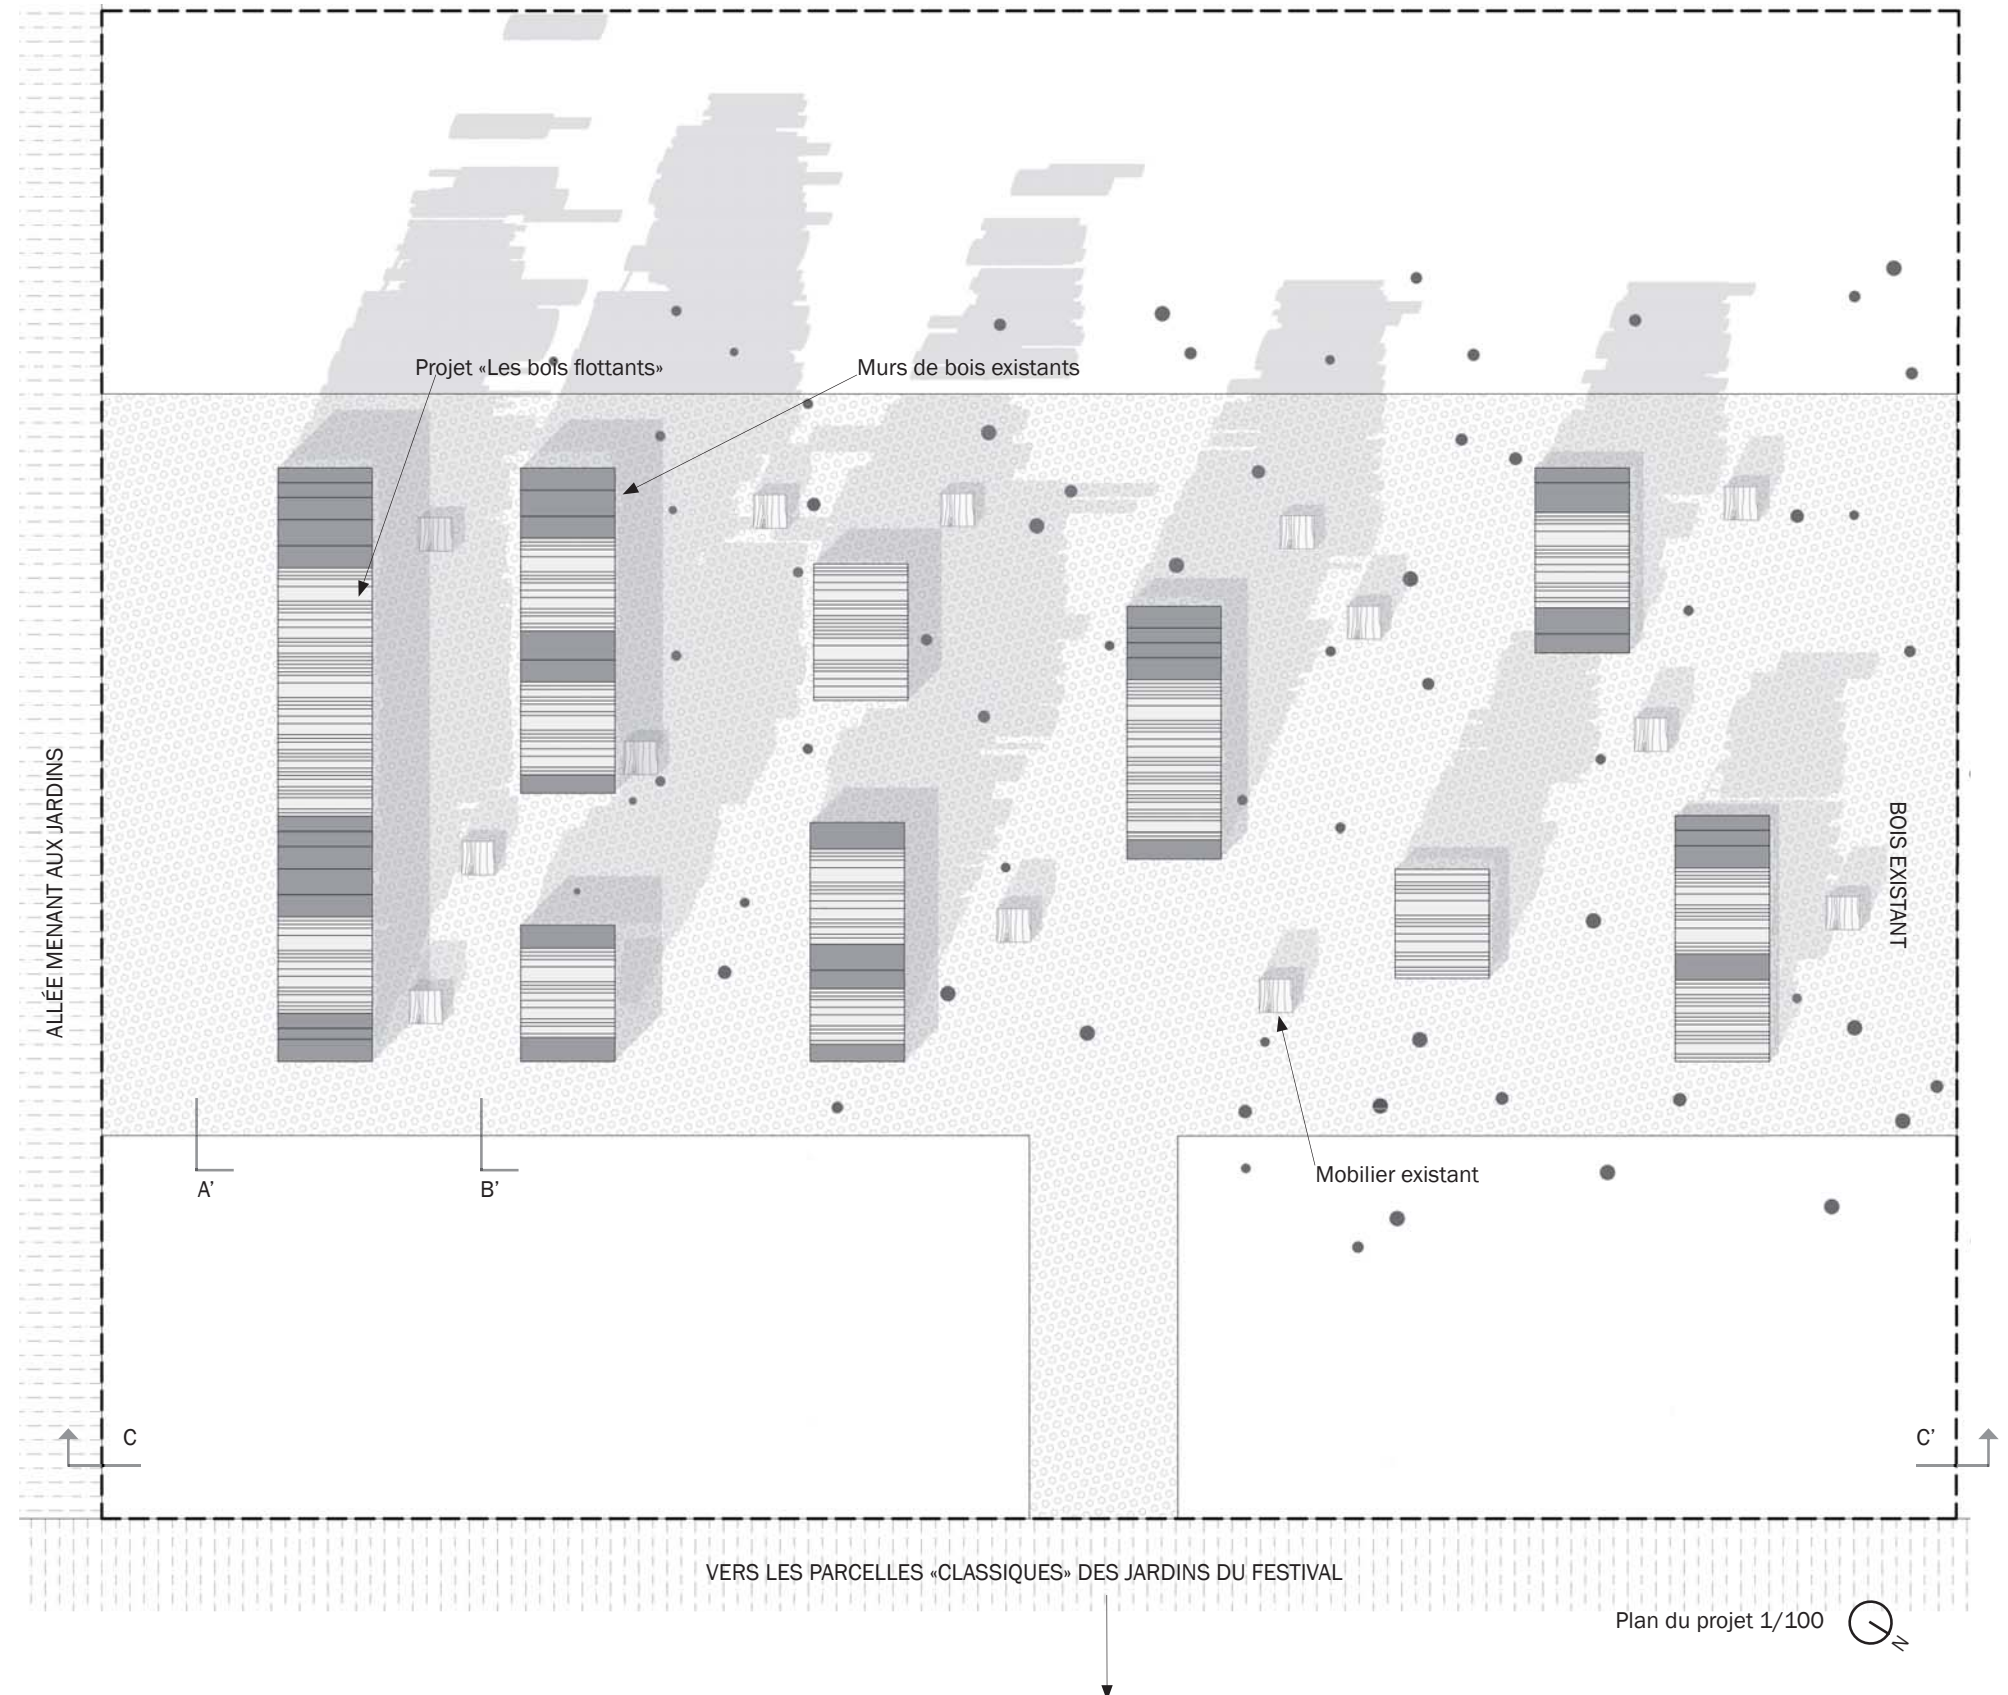 Projet «Les bois flottants»
Murs de bois existants
ALLÉE MENANT AUX JARDINS
BOIS EXISTANT
A’
B’
Mobilier existant
C
C’
VERS LES PARCELLES «CLASSIQUES» DES JARDINS DU FESTIVAL
Plan du projet 1/100
N